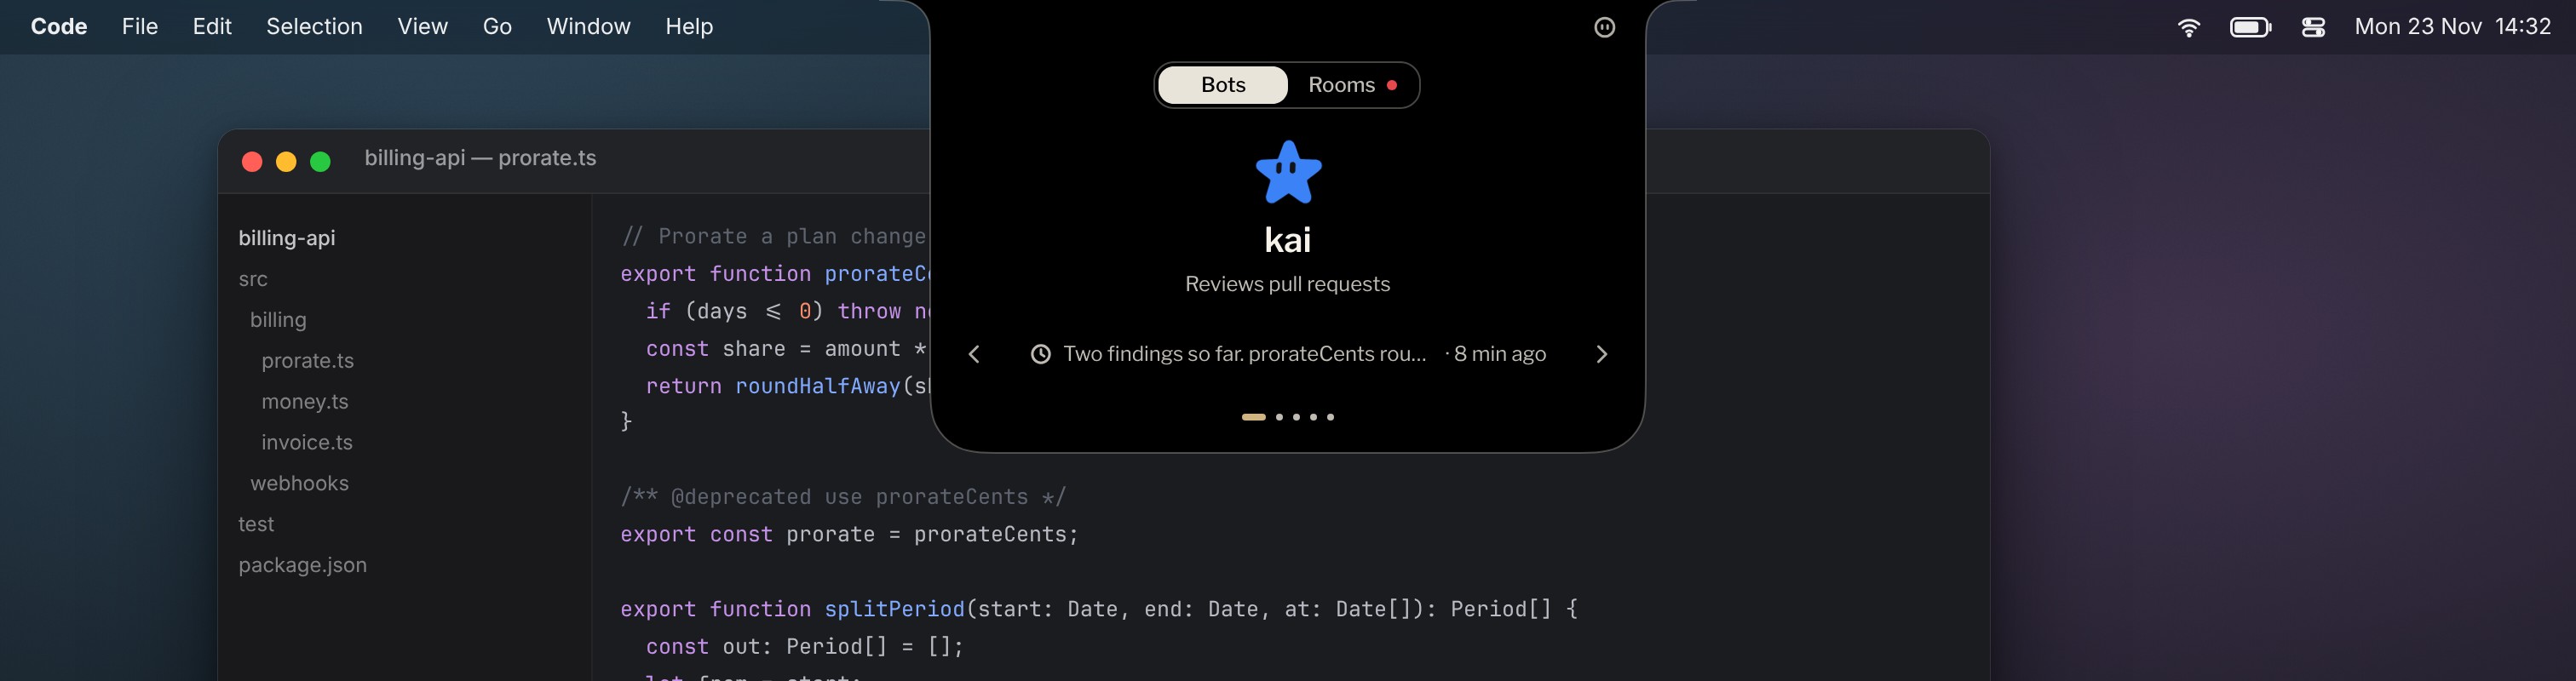 Code File Edit Selection View Go Window Help
Mon 23 Nov 14:32
Bots Rooms
kai
Reviews pull requests
Two findings so far. prorateCents rou... · 8 min ago
billing-api — prorate.ts
billing-api
src
billing
prorate.ts
money.ts
invoice.ts
webhooks
test
package.json
// Prorate a plan change
export function prorateC
if (days <= 0) throw n
const share = amount *
return roundHalfAway(s
}
/** @deprecated use prorateCents */
export const prorate = prorateCents;
export function splitPeriod(start: Date, end: Date, at: Date[]): Period[] {
const out: Period[] = [];